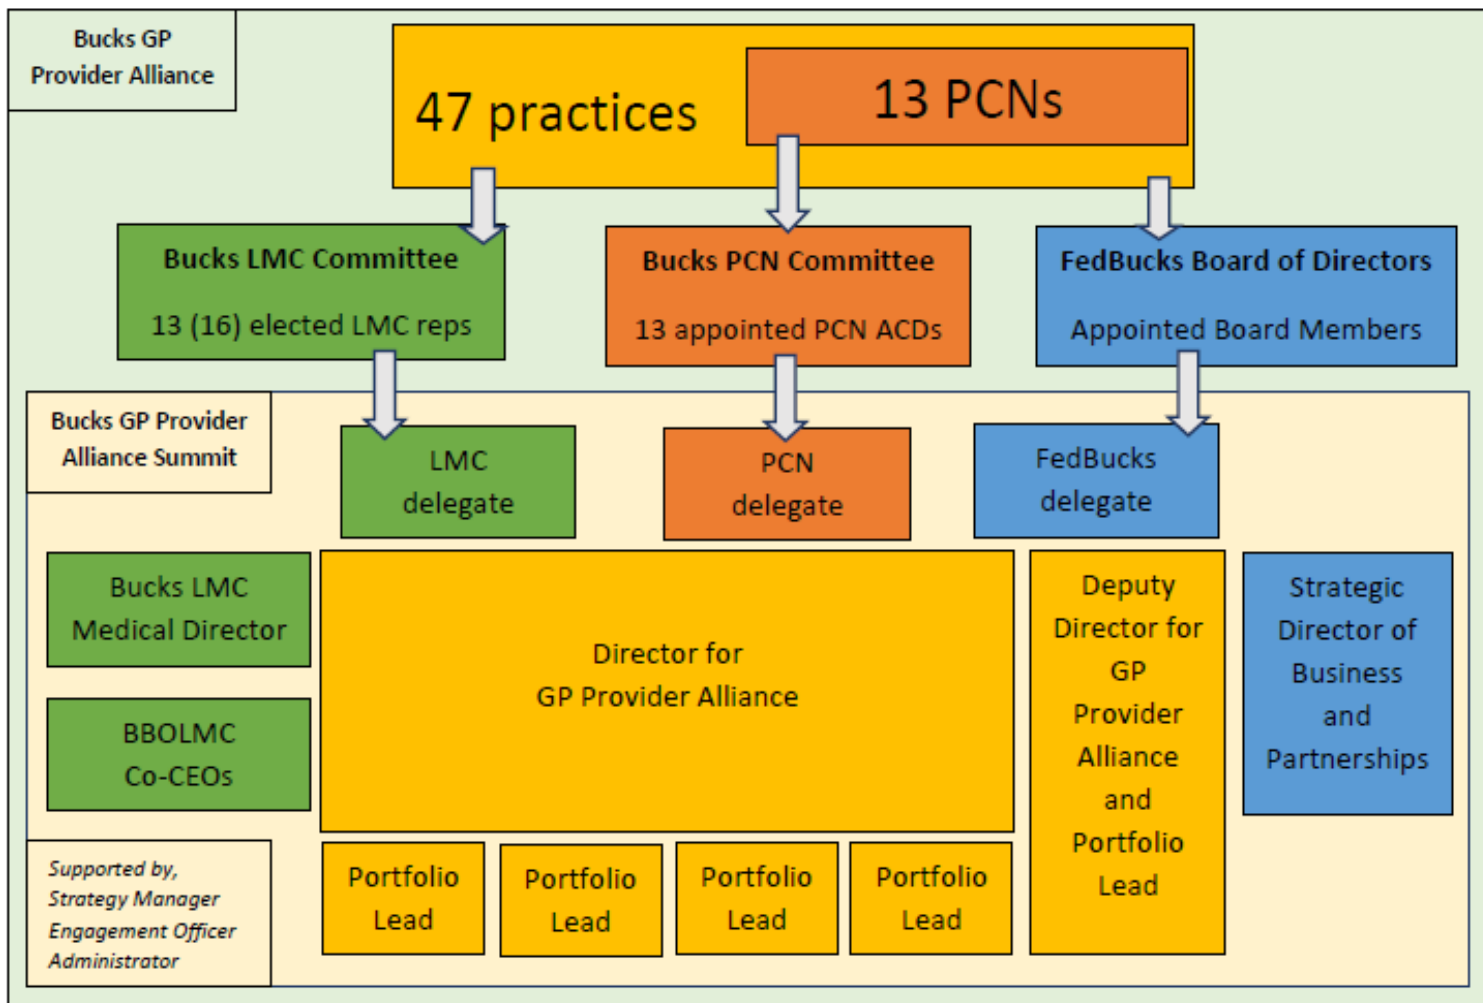 Bucks GP
Provider Alliance
47 practices
13 PCNs
Bucks LMC Committee
13 (16) elected LMC reps
Bucks PCN Committee
13 appointed PCN ACDs
FedBucks Board of Directors
Appointed Board Members
Bucks GP Provider
Alliance Summit
LMC
delegate
PCN
delegate
FedBucks
delegate
Bucks LMC
Medical Director
BBOLMC
Co-CEOs
Director for
GP Provider Alliance
Deputy
Director for
GP
Provider
Alliance
and
Portfolio
Lead
Strategic
Director of
Business
and
Partnerships
Supported by,
Strategy Manager
Engagement Officer
Administrator
Portfolio
Lead
Portfolio
Lead
Portfolio
Lead
Portfolio
Lead